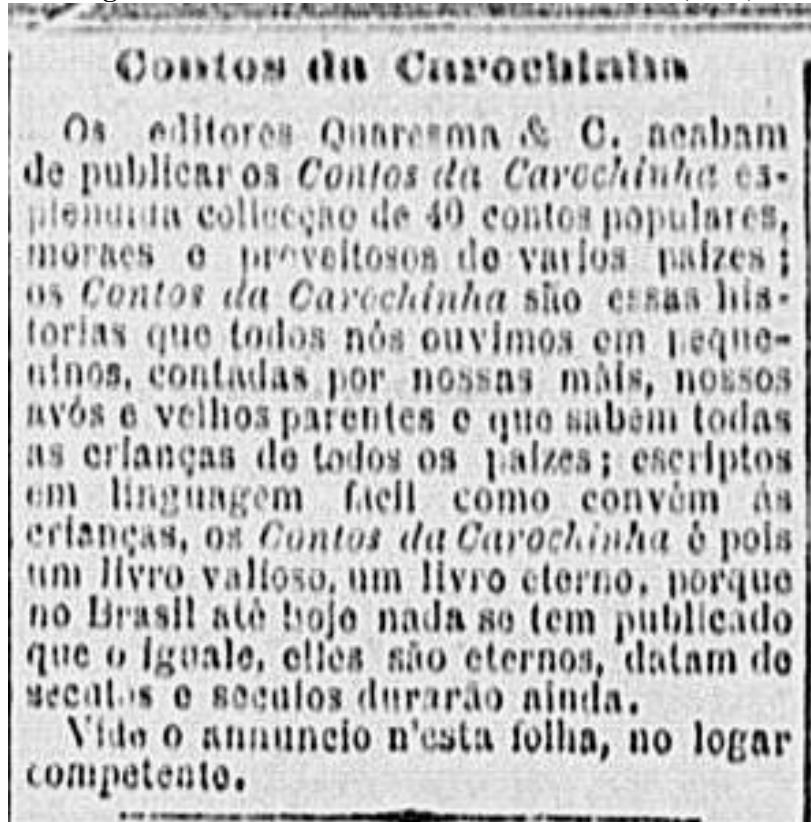 Contos da Carochinha
Os editores Quaresma & C. acabam
de publicar os Contos da Carochinha es-
plendida collecção de 40 contos populares,
moraes e proveitosos de varios paizes;
os Contos da Carochinha são essas his-
torias que todos nós ouvimos em peque-
ninos, contadas por nossas mãis, nossos
avós e velhos parentes e que sabem todas
as crianças de todos os paizes; escriptos
em linguagem facil como convém ás
crianças, os Contos da Carochinha é pois
um livro valioso, um livro eterno, porque
no Brasil até hoje nada se tem publicado
que o iguale, elles são eternos, datam de
seculos e seculos durarão ainda.
Vide o annuncio n'esta folha, no logar
competente.